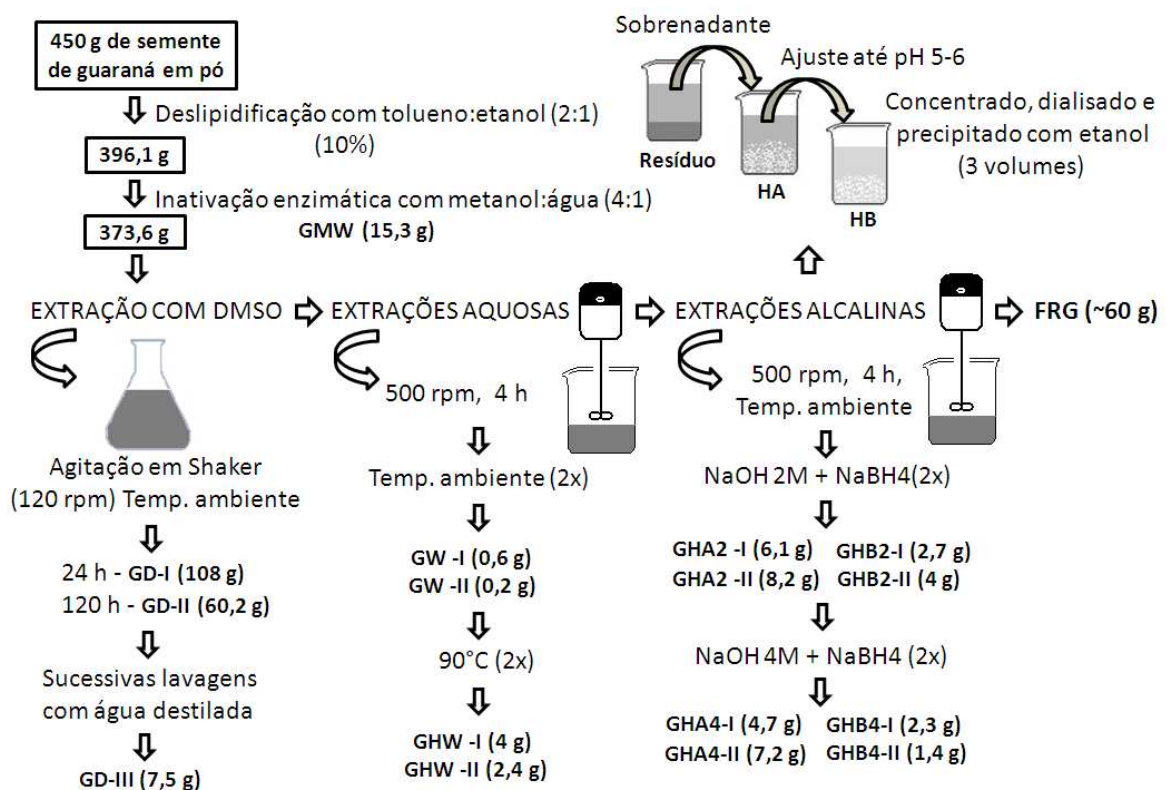 450 g de semente
de guaraná em pó
Deslipidificação com tolueno:etanol (2:1)
(10%)
396,1 g
Inativação enzimática com metanol:água (4:1)
373,6 g
GMW (15,3 g)
Sobrenadante
Ajuste até pH 5-6
Concentrado, dialisado e
precipitado com etanol
(3 volumes)
Resíduo
HA
HB
EXTRAÇÃO COM DMSO
EXTRAÇÕES AQUOSAS
EXTRAÇÕES ALCALINAS
FRG (~60 g)
Agitação em Shaker
(120 rpm) Temp. ambiente
24 h - GD-I (108 g)
120 h - GD-II (60,2 g)
Sucessivas lavagens
com água destilada
GD-III (7,5 g)
500 rpm, 4 h
Temp. ambiente (2x)
GW -I (0,6 g)
GW -II (0,2 g)
90°C (2x)
GHW -I (4 g)
GHW -II (2,4 g)
500 rpm, 4 h,
Temp. ambiente
NaOH 2M + NaBH4(2x)
GHA2 -I (6,1 g) GHB2-I (2,7 g)
GHA2 -II (8,2 g) GHB2-II (4 g)
NaOH 4M + NaBH4 (2x)
GHA4-I (4,7 g) GHB4-I (2,3 g)
GHA4-II (7,2 g) GHB4-II (1,4 g)